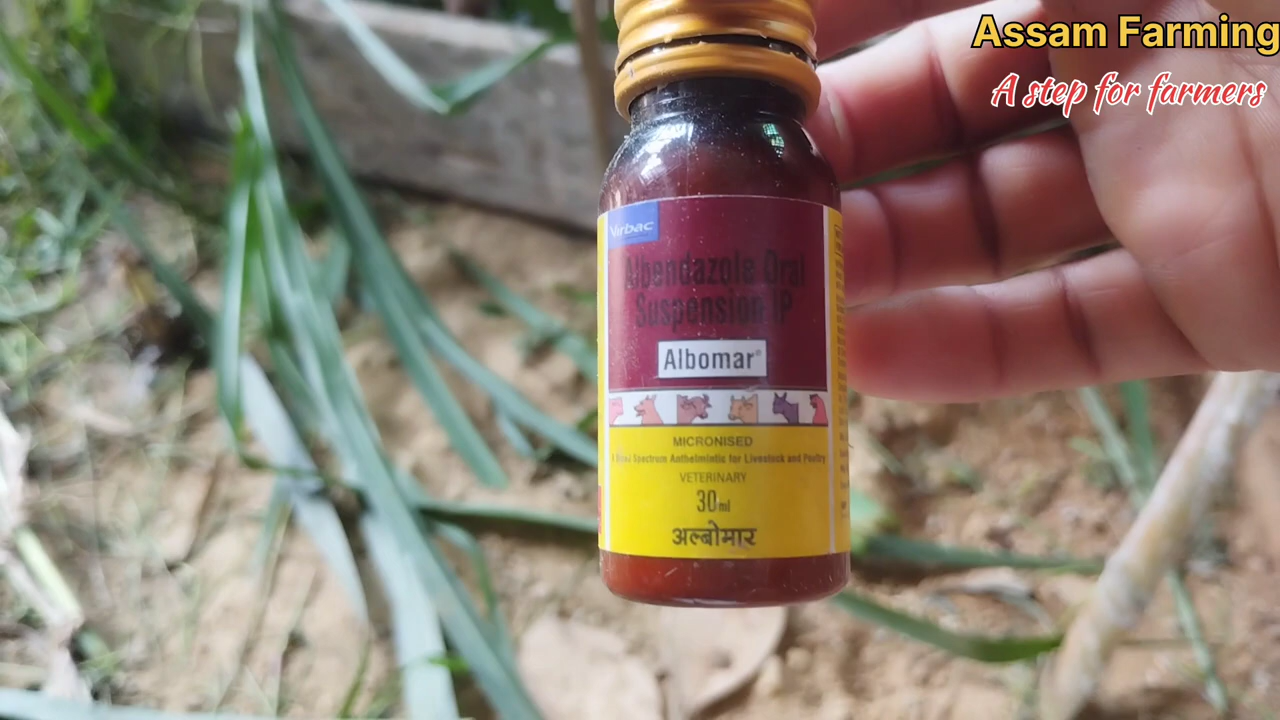 Assam Farming
A step for farmers
Virbac
Albendazole Oral
Suspension IP
Albomar®
MICRONISED
Spectrum Anthelmintic for Livestock and Poultry
VETERINARY
30ml
अल्बोमार